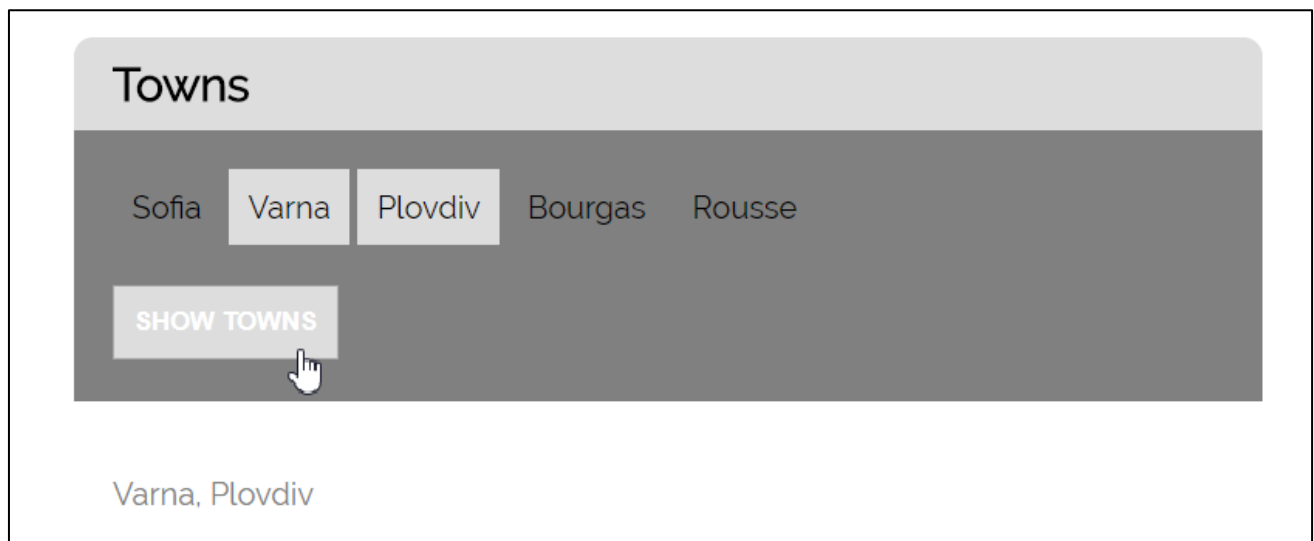 Towns
Sofia Varna Plovdiv Bourgas Rousse
SHOW TOWNS
Varna, Plovdiv